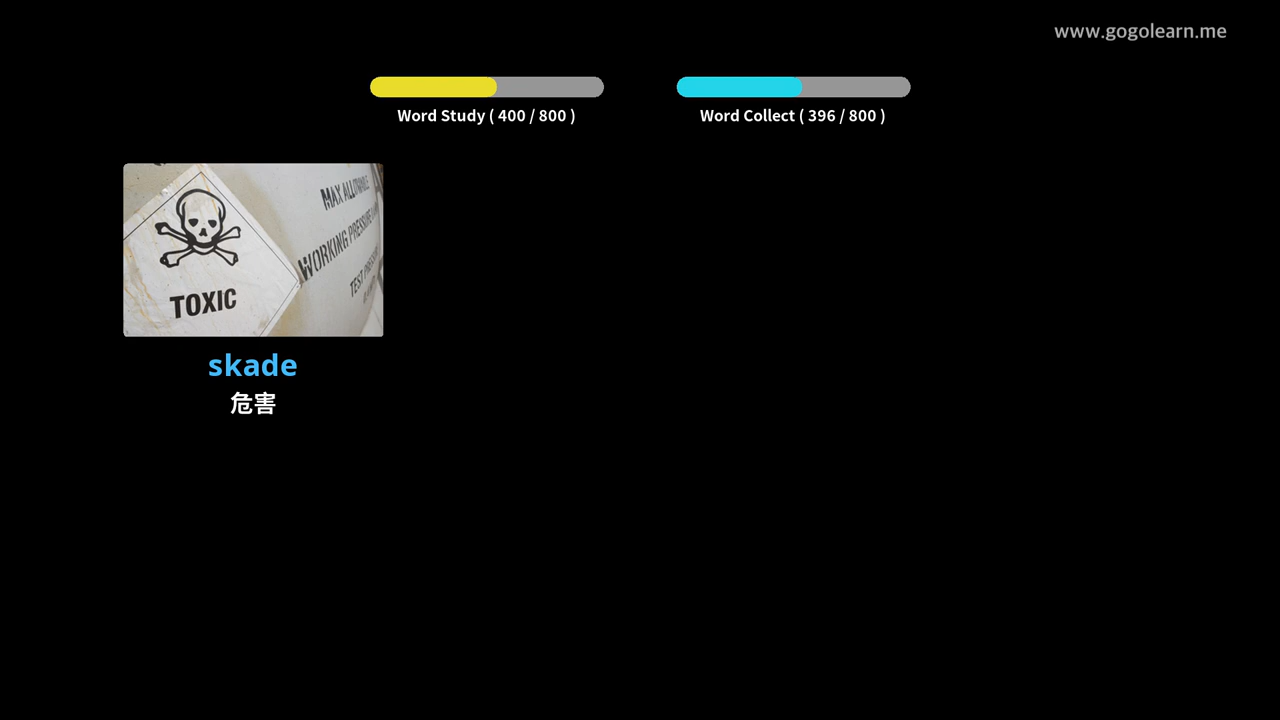 www.gogolearn.me
Word Study ( 400 / 800 )
Word Collect ( 396 / 800 )
MAX ALLOWABLE
WORKING PRESSURE
TEST
TOXIC
skade
危害